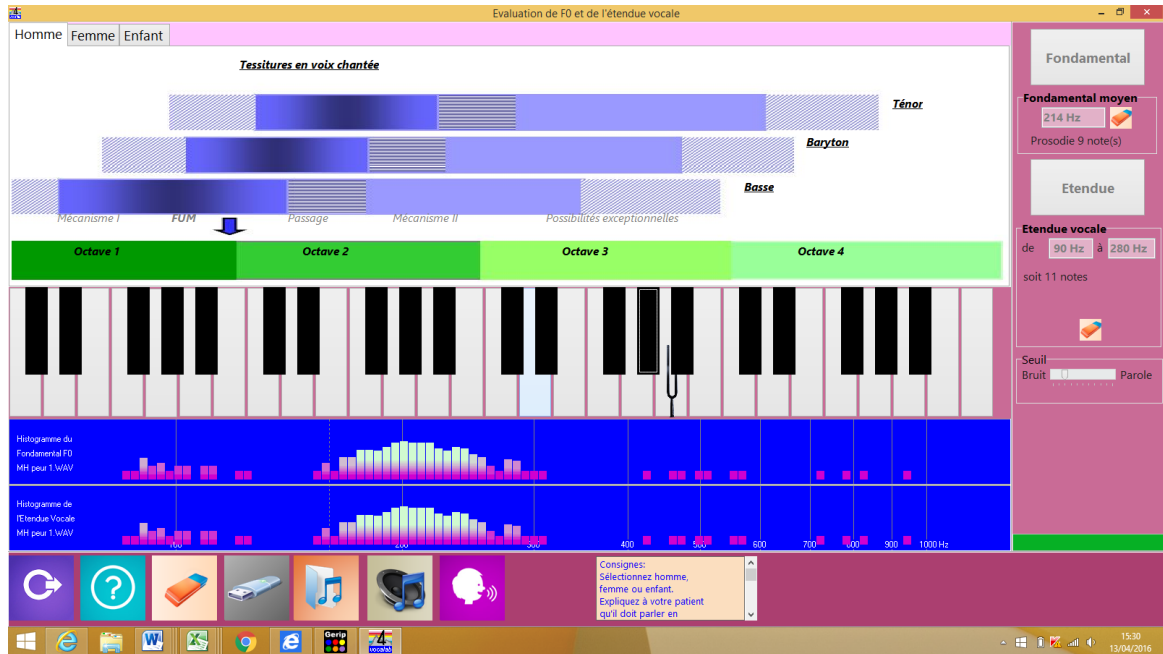 Evaluation de F0 et de l'étendue vocale
Homme Femme Enfant
Tessitures en voix chantée
Ténor
Baryton
Basse
Mécanisme I FUM Passage Mécanisme II Possibilités exceptionnelles
Octave 1 Octave 2 Octave 3 Octave 4
Fondamental
Fondamental moyen
214 Hz
Prosodie 9 note(s)
Etendue
Etendue vocale
de 90 Hz à 280 Hz
soit 11 notes
Seuil
Bruit Parole
Histogramme du
Fondamental F0
MH peur 1.WAV
Histogramme de
l'Etendue Vocale
MH peur 1.WAV
100 200 300 400 500 600 700 800 900 1000 Hz
Consignes:
Sélectionnez homme,
femme ou enfant.
Expliquez à votre patient
qu'il doit parler en
Gerip
4
vocalab
15:30
13/04/2016